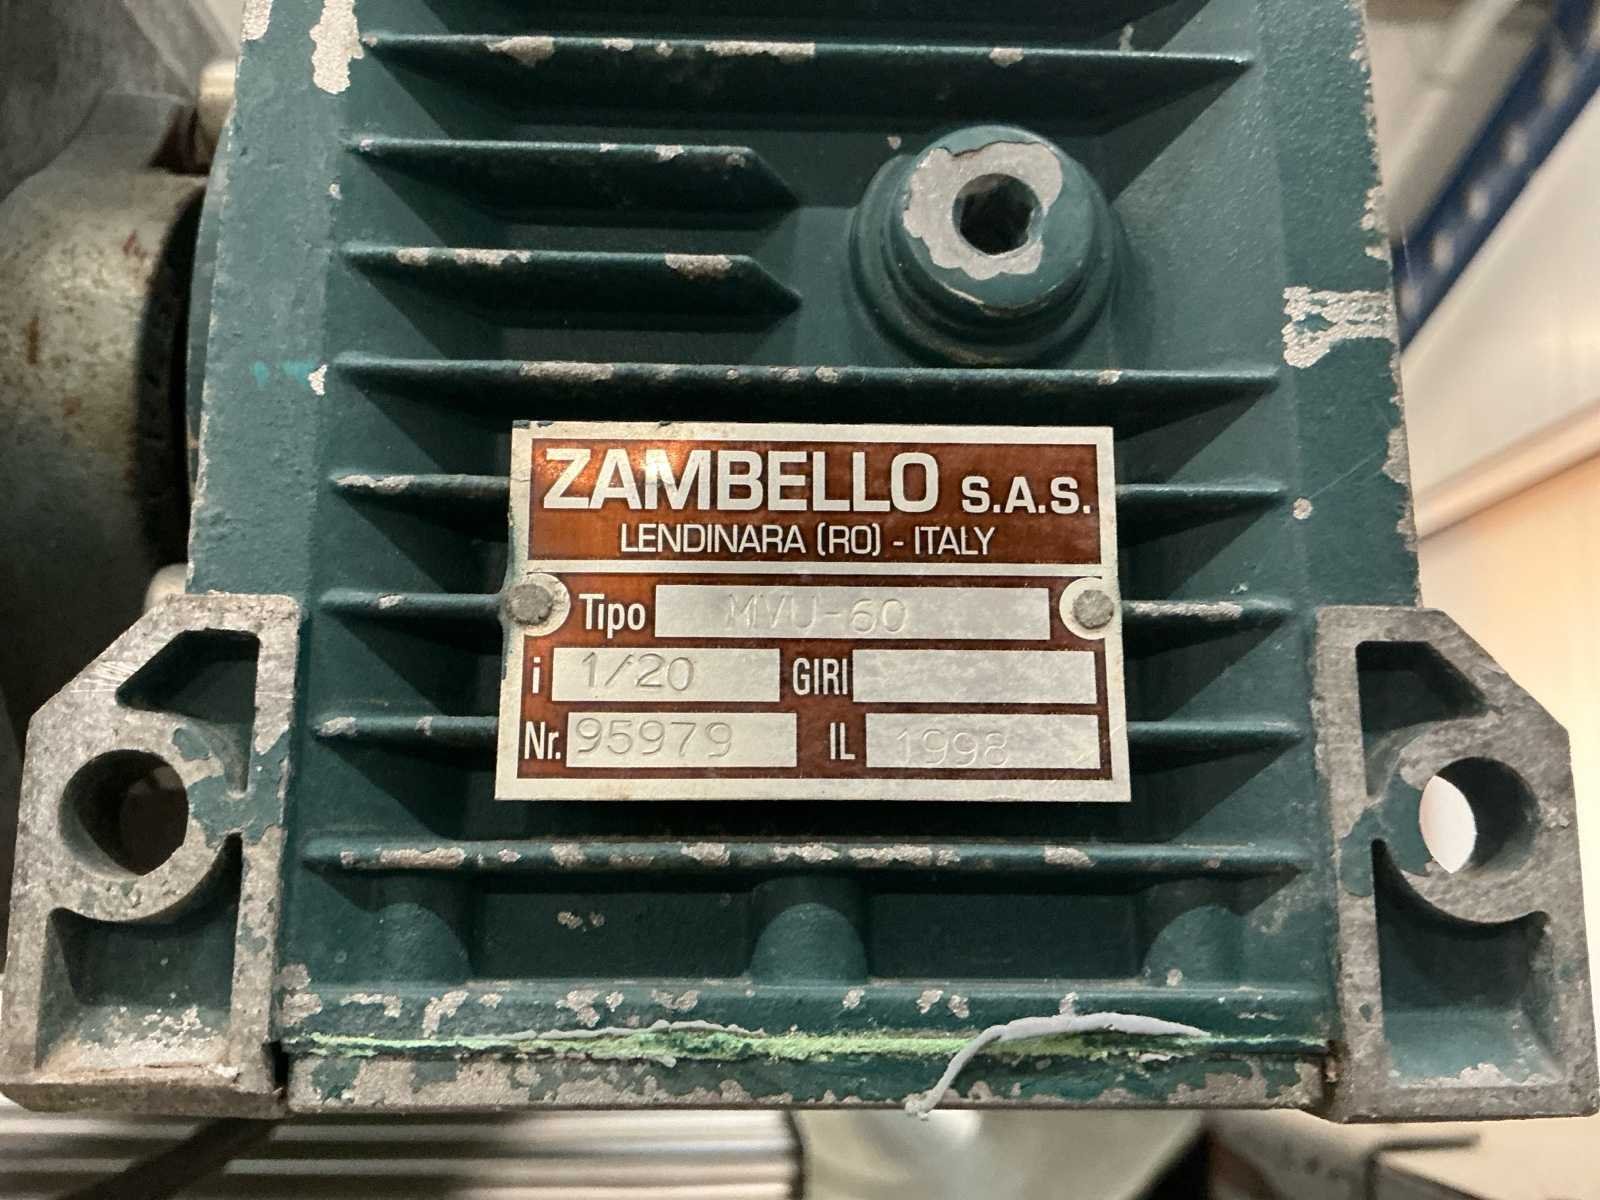 ZAMBELLO S.A.S.
LENDINARA (RO) - ITALY
Tipo MVU-60
i 1/20 GIRI
Nr. 95979 IL 1998